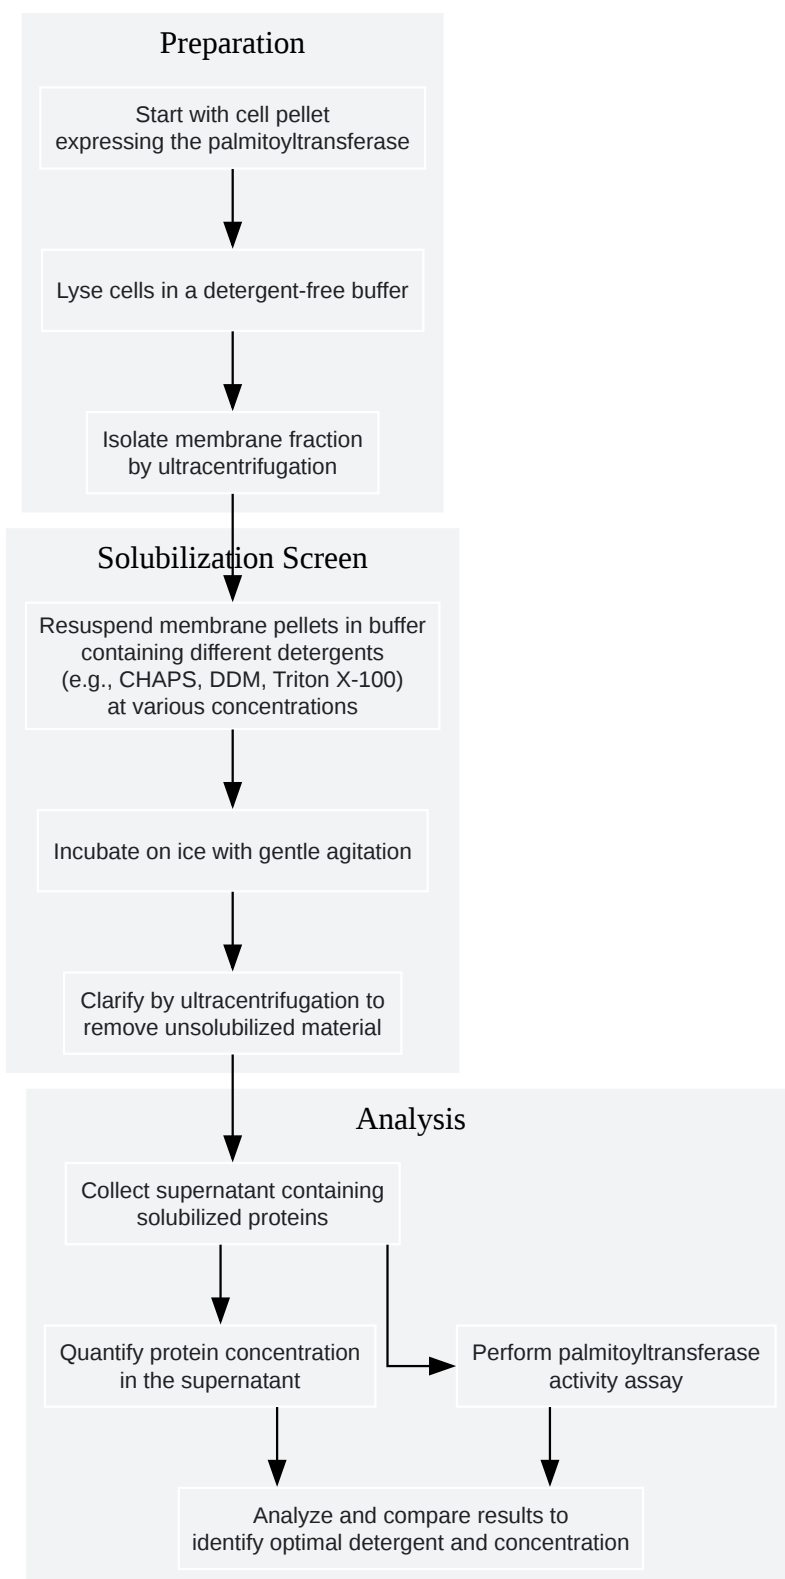 Preparation
Start with cell pellet
expressing the palmitoyltransferase
Lyse cells in a detergent-free buffer
Isolate membrane fraction
by ultracentrifugation
Solubilization Screen
Resuspend membrane pellets in buffer
containing different detergents
(e.g., CHAPS, DDM, Triton X-100)
at various concentrations
Incubate on ice with gentle agitation
Clarify by ultracentrifugation to
remove unsolubilized material
Analysis
Collect supernatant containing
solubilized proteins
Quantify protein concentration
in the supernatant
Perform palmitoyltransferase
activity assay
Analyze and compare results to
identify optimal detergent and concentration